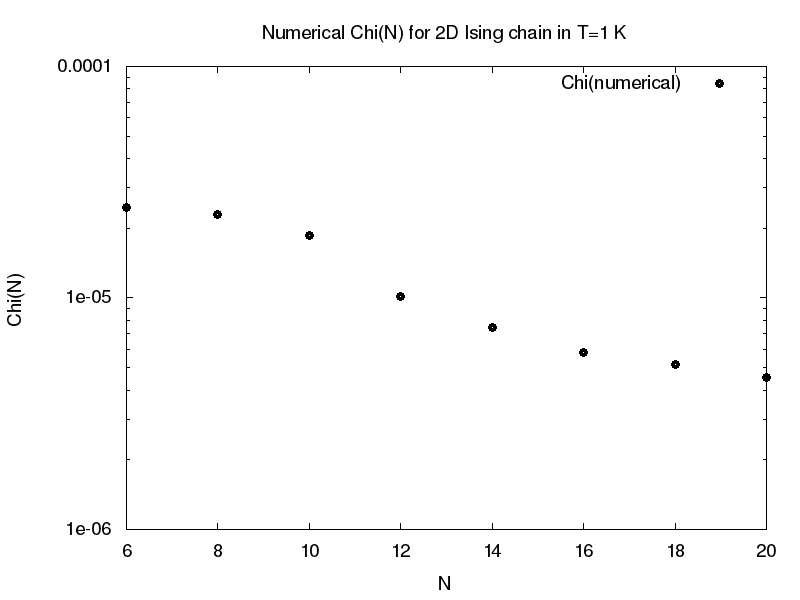 Numerical Chi(N) for 2D Ising chain in T=1 K
0.0001
Chi(numerical)
1e-05
Chi(N)
1e-06
6 8 10 12 14 16 18 20
N